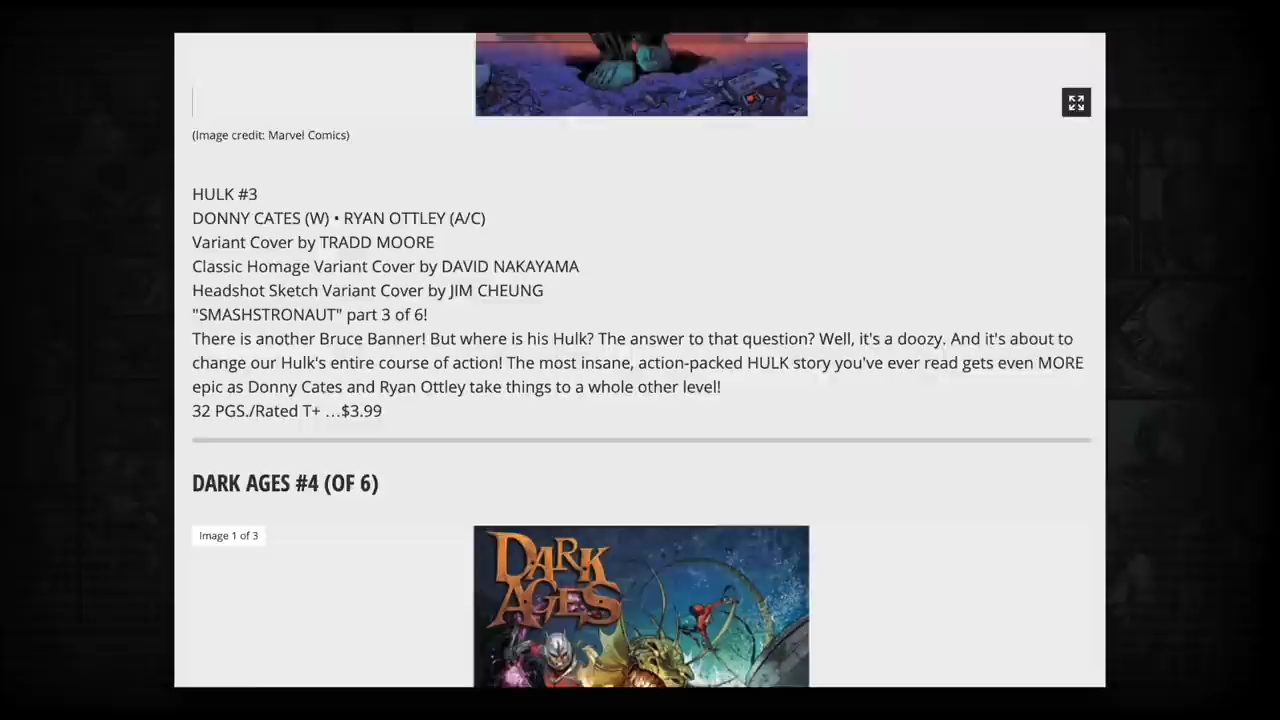 (Image credit: Marvel Comics)
HULK #3
DONNY CATES (W) • RYAN OTTLEY (A/C)
Variant Cover by TRADD MOORE
Classic Homage Variant Cover by DAVID NAKAYAMA
Headshot Sketch Variant Cover by JIM CHEUNG
"SMASHSTRONAUT" part 3 of 6!
There is another Bruce Banner! But where is his Hulk? The answer to that question? Well, it's a doozy. And it's about to
change our Hulk's entire course of action! The most insane, action-packed HULK story you've ever read gets even MORE
epic as Donny Cates and Ryan Ottley take things to a whole other level!
32 PGS./Rated T+ …$3.99
DARK AGES #4 (OF 6)
Image 1 of 3
DARK
AGES